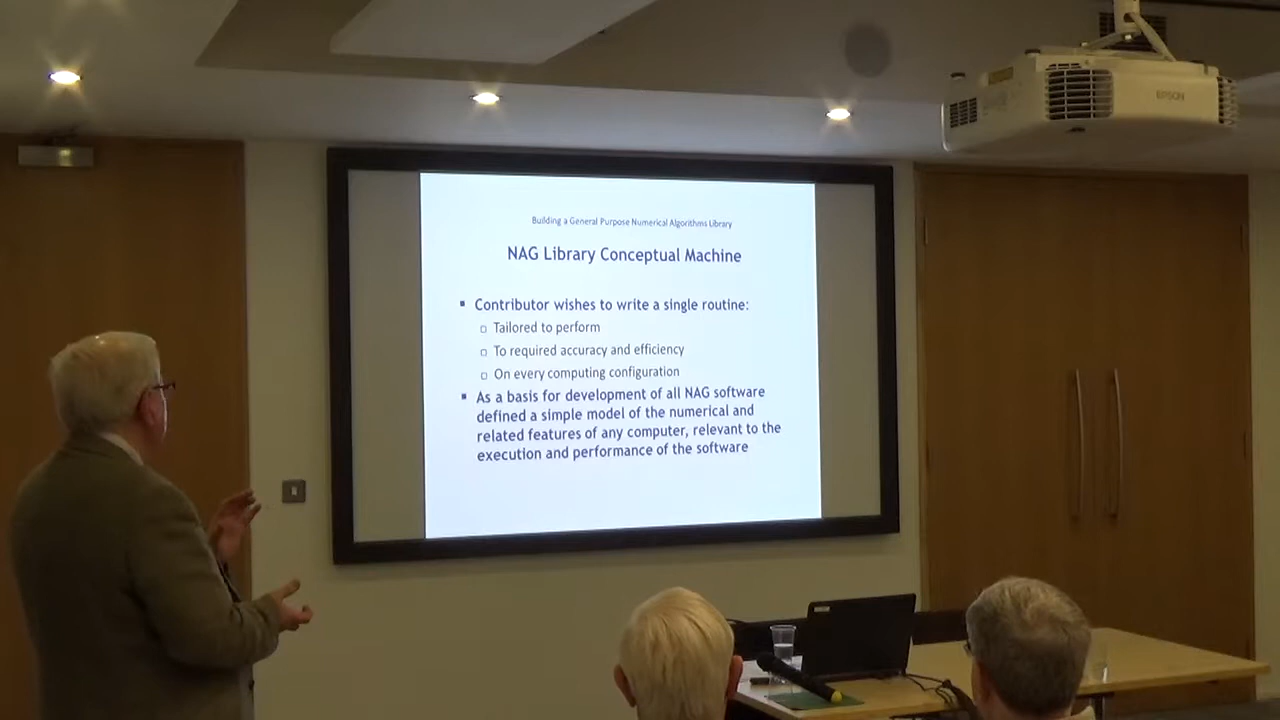 EPSON
Building a General Purpose Numerical Algorithms Library
NAG Library Conceptual Machine
▪ Contributor wishes to write a single routine:
▫ Tailored to perform
▫ To required accuracy and efficiency
▫ On every computing configuration
▪ As a basis for development of all NAG software
defined a simple model of the numerical and
related features of any computer, relevant to the
execution and performance of the software